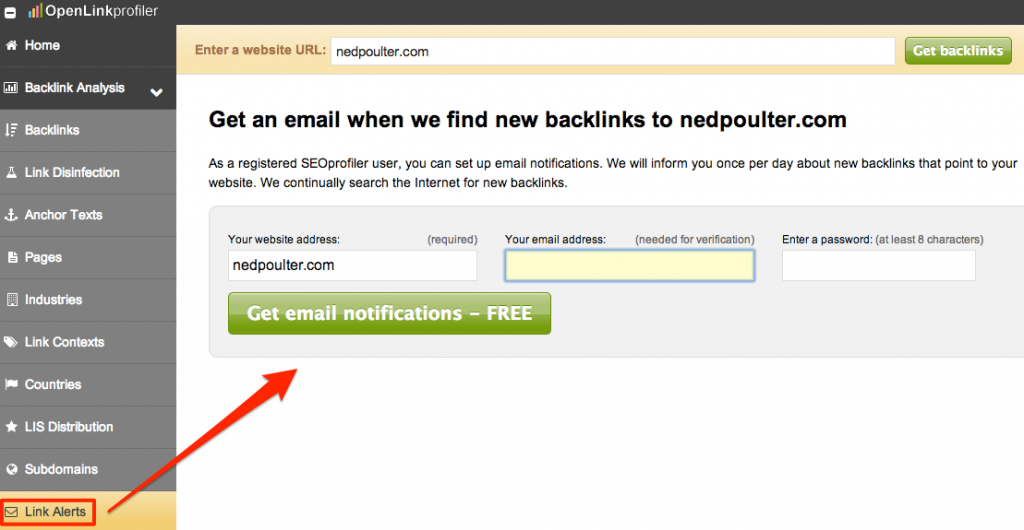 OpenLinkprofiler
Home
Backlink Analysis
Backlinks
Link Disinfection
Anchor Texts
Pages
Industries
Link Contexts
Countries
LIS Distribution
Subdomains
Link Alerts
Enter a website URL: nedpoulter.com Get backlinks
Get an email when we find new backlinks to nedpoulter.com
As a registered SEOprofiler user, you can set up email notifications. We will inform you once per day about new backlinks that point to your
website. We continually search the Internet for new backlinks.
Your website address: (required) Your email address: (needed for verification) Enter a password: (at least 8 characters)
nedpoulter.com
Get email notifications - FREE